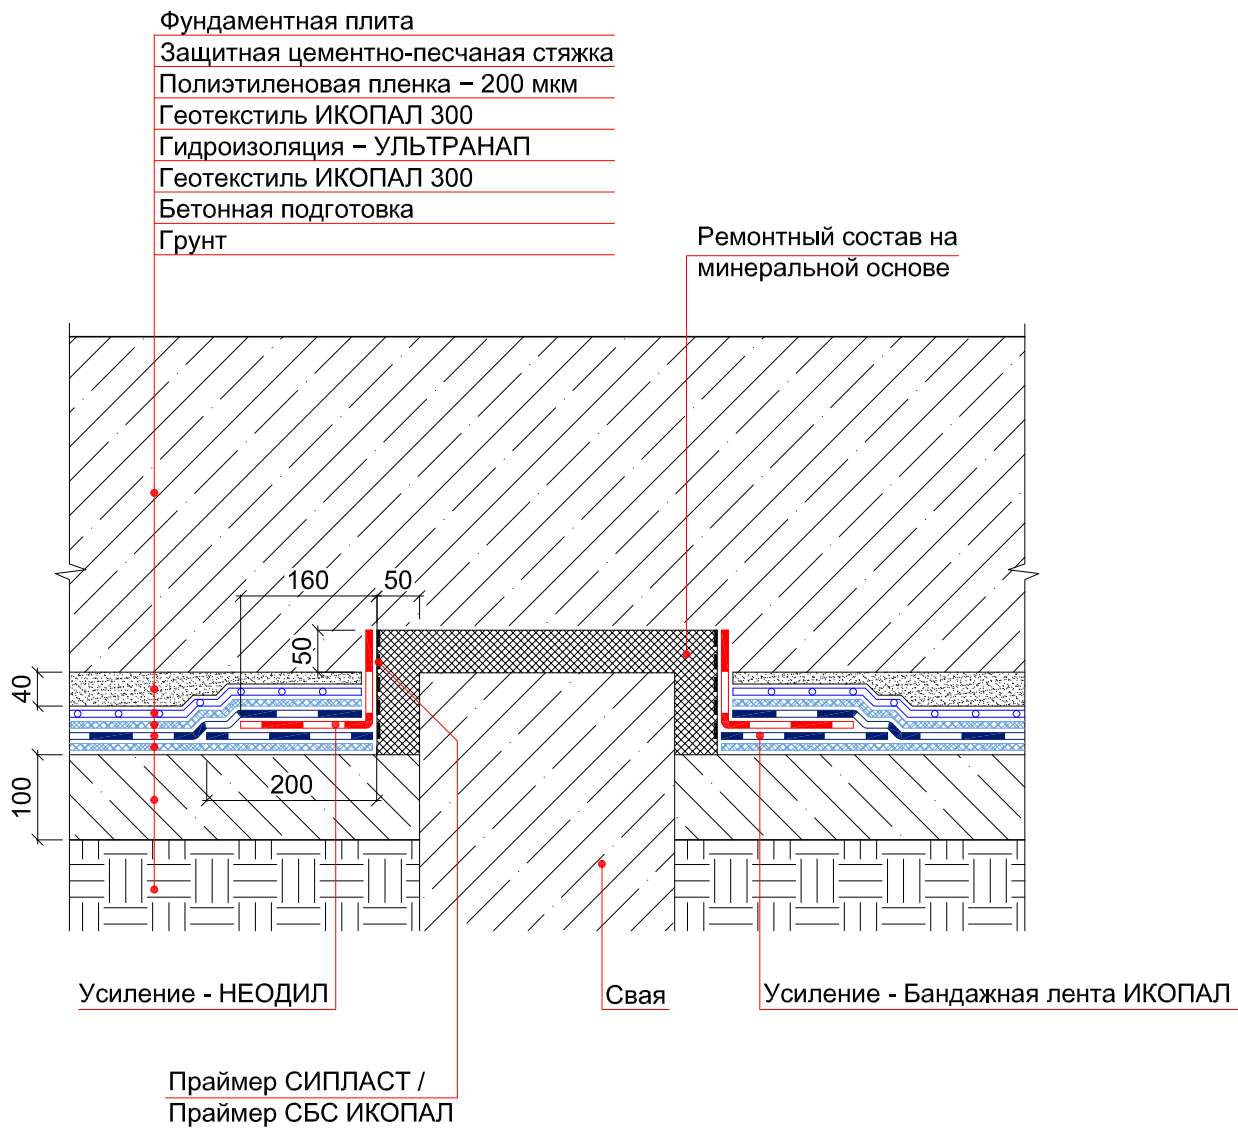 Фундаментная плита
Защитная цементно-песчаная стяжка
Полиэтиленовая пленка – 200 мкм
Геотекстиль ИКОПАЛ 300
Гидроизоляция – УЛЬТРАНАП
Геотекстиль ИКОПАЛ 300
Бетонная подготовка
Грунт
Ремонтный состав на
минеральной основе
160
50
50
40
200
100
Усиление - НЕОДИЛ
Свая
Усиление - Бандажная лента ИКОПАЛ
Праймер СИПЛАСТ /
Праймер СБС ИКОПАЛ